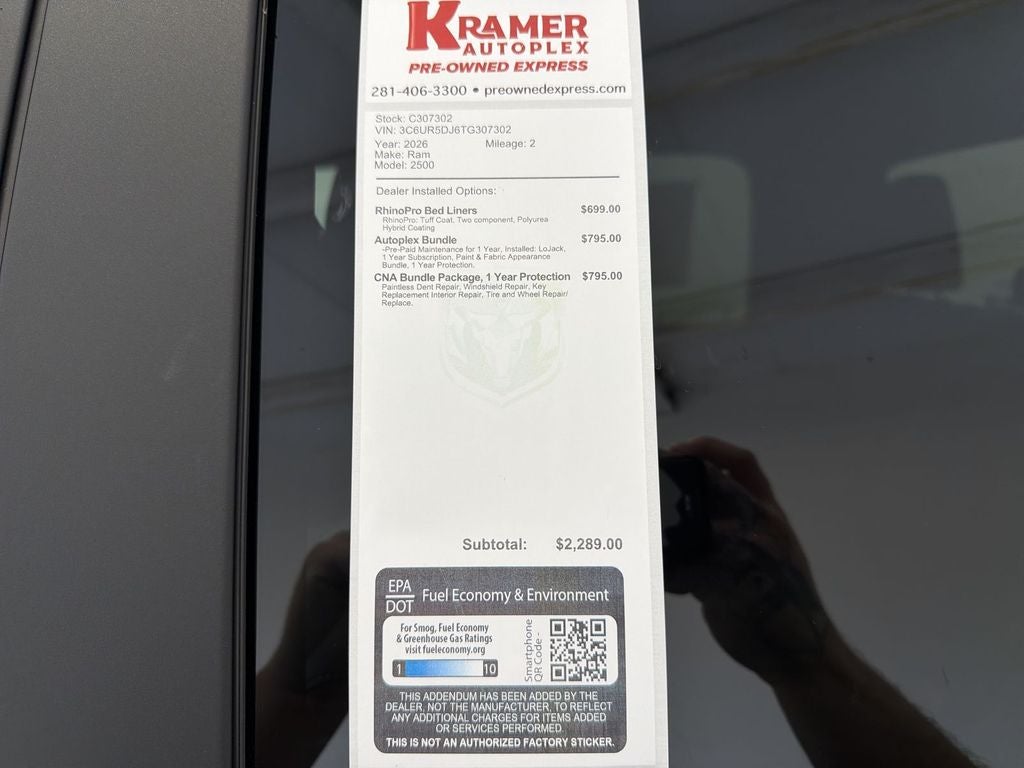 KRAMER
AUTOPLEX
PRE-OWNED EXPRESS
281-406-3300 • preownedexpress.com
Stock: C307302
VIN: 3C6UR5DJ6TG307302
Year: 2026 Mileage: 2
Make: Ram
Model: 2500
Dealer Installed Options:
RhinoPro Bed Liners $699.00
RhinoPro: Tuff Coat. Two component, Polyurea
Hybrid Coating
Autoplex Bundle $795.00
-Pre-Paid Maintenance for 1 Year, Installed: LoJack,
1 Year Subscription, Paint & Fabric Appearance
Bundle, 1 Year Protection.
CNA Bundle Package, 1 Year Protection $795.00
Paintless Dent Repair, Windshield Repair, Key
Replacement Interior Repair, Tire and Wheel Repair/
Replace.
Subtotal: $2,289.00
EPA
DOT
Fuel Economy & Environment
For Smog, Fuel Economy
& Greenhouse Gas Ratings
visit fueleconomy.org
1 10
Smartphone
QR Code -
THIS ADDENDUM HAS BEEN ADDED BY THE
DEALER, NOT THE MANUFACTURER, TO REFLECT
ANY ADDITIONAL CHARGES FOR ITEMS ADDED
OR SERVICES PERFORMED.
THIS IS NOT AN AUTHORIZED FACTORY STICKER.